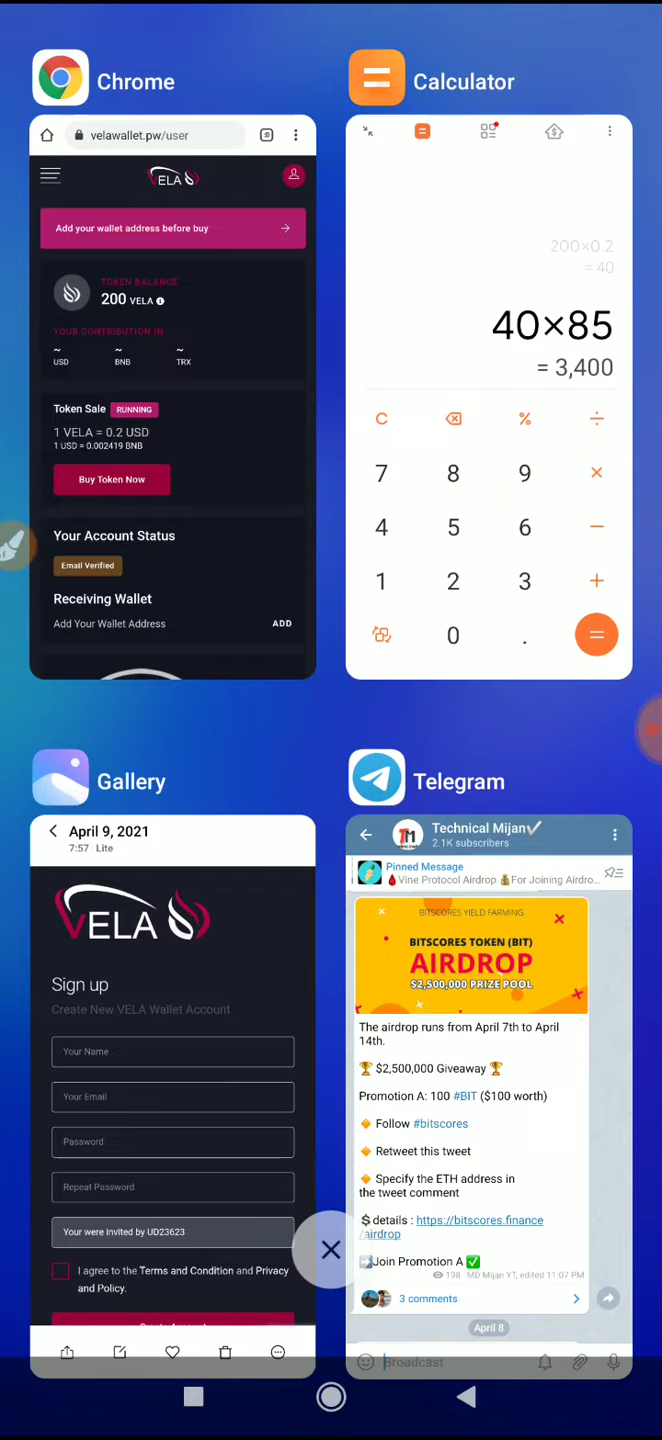 Chrome
velawallet.pw/user
VELA
Add your wallet address before buy
TOKEN BALANCE
200 VELA
YOUR CONTRIBUTION IN
~ ~ ~
USD BNB TRX
Token Sale RUNNING
1 VELA = 0.2 USD
1 USD = 0.002419 BNB
Buy Token Now
Your Account Status
Email Verified
Receiving Wallet
Add Your Wallet Address ADD
Calculator
200×0.2
= 40
40×85
= 3,400
C % ÷
7 8 9 ×
4 5 6 −
1 2 3 +
0 . =
Gallery
April 9, 2021
7:57 Lite
VELA
Sign up
Create New VELA Wallet Account
Your Name
Your Email
Password
Repeat Password
Your were Invited by UD23623
I agree to the Terms and Condition and Privacy
and Policy.
Telegram
TM
Technical Mijan✔
2.1K subscribers
Pinned Message
🩸Vine Protocol Airdrop 💰For Joining Airdro...
BITSCORES YIELD FARMING
BITSCORES TOKEN (BIT)
AIRDROP
$2,500,000 PRIZE POOL
The airdrop runs from April 7th to April
14th.
🏆 $2,500,000 Giveaway 🏆
Promotion A: 100 #BIT ($100 worth)
🔸 Follow #bitscores
🔸 Retweet this tweet
🔸 Specify the ETH address in
the tweet comment
💲details : https://bitscores.finance
/airdrop
➡️Join Promotion A ✅
198 MD Mijan YT, edited 11:07 PM
3 comments
April 8
Broadcast